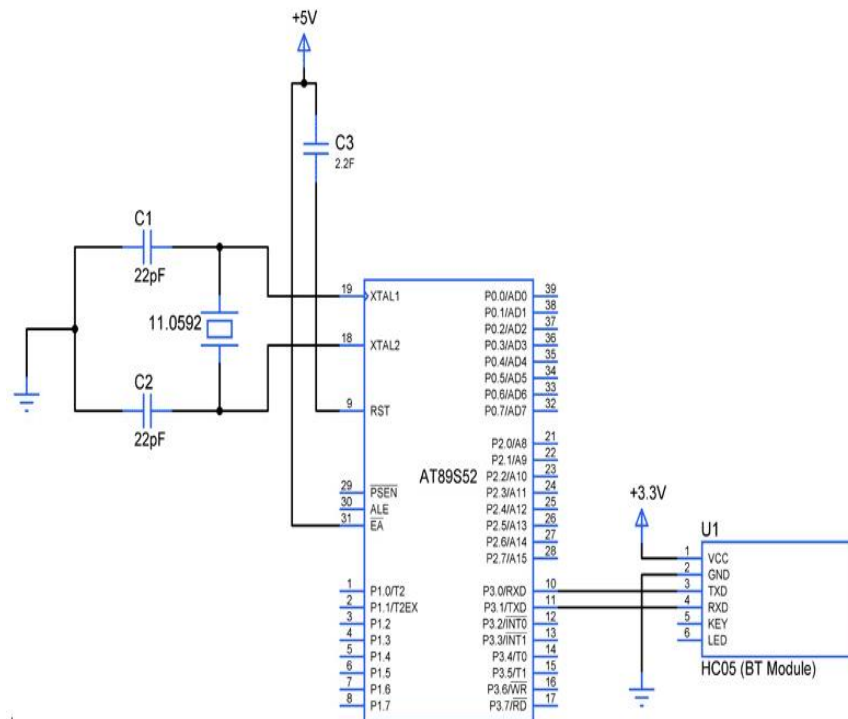 +5V
C3
2.2F
C1
22pF
11.0592
C2
22pF
19 XTAL1
18 XTAL2
9 RST
29 PSEN
30 ALE
31 EA
1 P1.0/T2
2 P1.1/T2EX
3 P1.2
4 P1.3
5 P1.4
6 P1.5
7 P1.6
8 P1.7
AT89S52
P0.0/AD0 39
P0.1/AD1 38
P0.2/AD2 37
P0.3/AD3 36
P0.4/AD4 35
P0.5/AD5 34
P0.6/AD6 33
P0.7/AD7 32
P2.0/A8 21
P2.1/A9 22
P2.2/A10 23
P2.3/A11 24
P2.4/A12 25
P2.5/A13 26
P2.6/A14 27
P2.7/A15 28
P3.0/RXD 10
P3.1/TXD 11
P3.2/INT0 12
P3.3/INT1 13
P3.4/T0 14
P3.5/T1 15
P3.6/WR 16
P3.7/RD 17
+3.3V
U1
1 VCC
2 GND
3 TXD
4 RXD
5 KEY
6 LED
HC05 (BT Module)